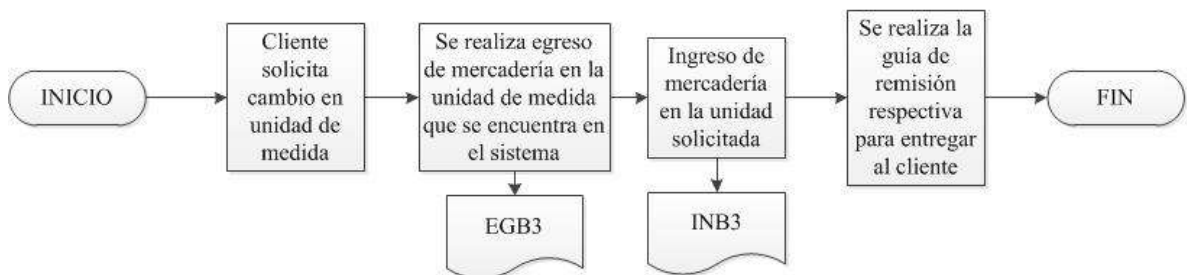 INICIO
Cliente
solicita
cambio en
unidad de
medida
Se realiza egreso
de mercadería en la
unidad de medida
que se encuentra en
el sistema
EGB3
Ingreso de
mercadería
en la unidad
solicitada
INB3
Se realiza la
guía de
remisión
respectiva
para entregar
al cliente
FIN